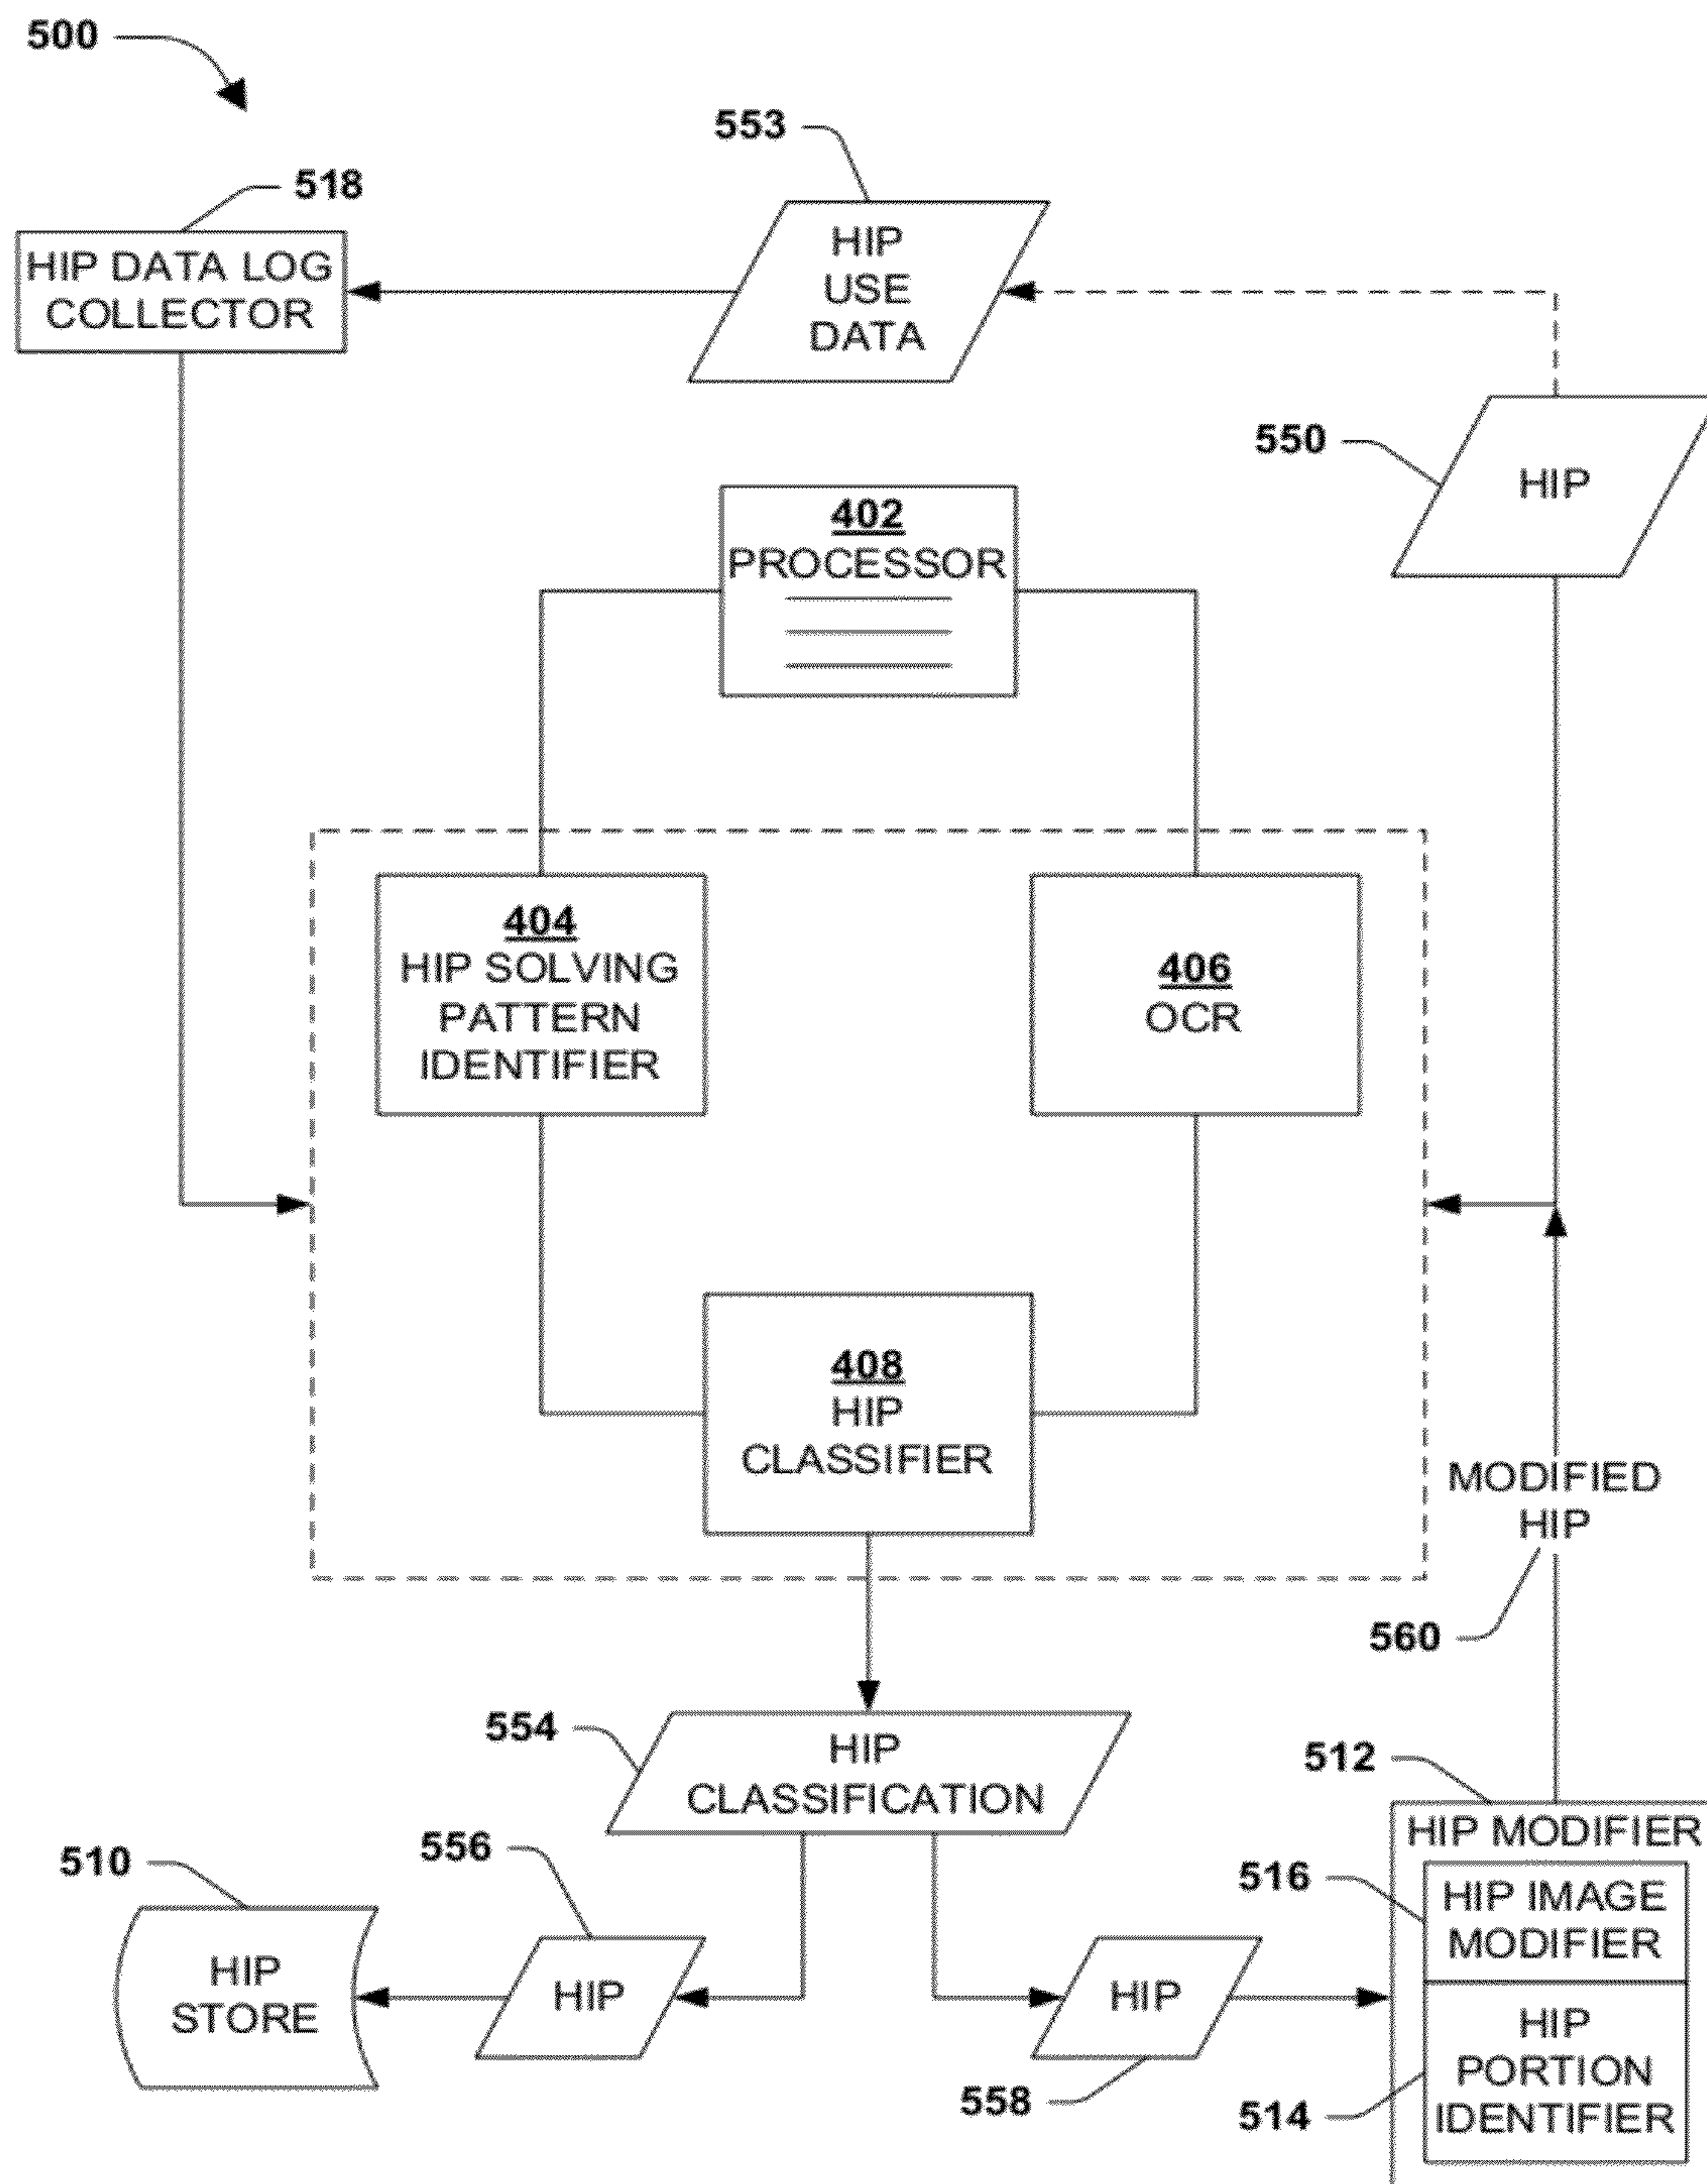 500
553
518
HIP DATA LOG
COLLECTOR
HIP
USE
DATA
550
HIP
402
PROCESSOR
404
HIP SOLVING
PATTERN
IDENTIFIER
406
OCR
408
HIP
CLASSIFIER
MODIFIED
HIP
560
554
HIP
CLASSIFICATION
512
HIP MODIFIER
510
HIP
STORE
556
HIP
HIP
558
516
HIP IMAGE
MODIFIER
514
HIP
PORTION
IDENTIFIER